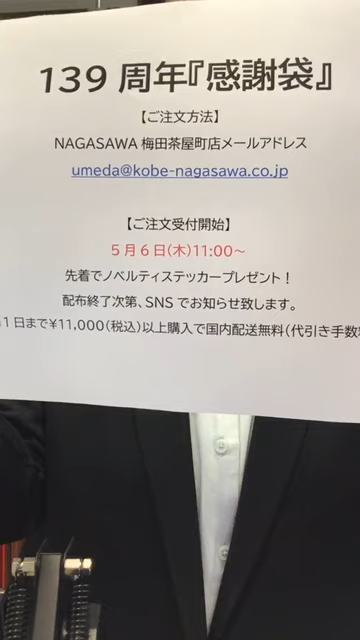 139 周年『感謝袋』
【ご注文方法】
NAGASAWA 梅田茶屋町店メールアドレス
umeda@kobe-nagasawa.co.jp
【ご注文受付開始】
5月6日(木)11:00～
先着でノベルティステッカープレゼント！
配布終了次第、SNS でお知らせ致します。
1日まで¥11,000(税込)以上購入で国内配送無料(代引き手数